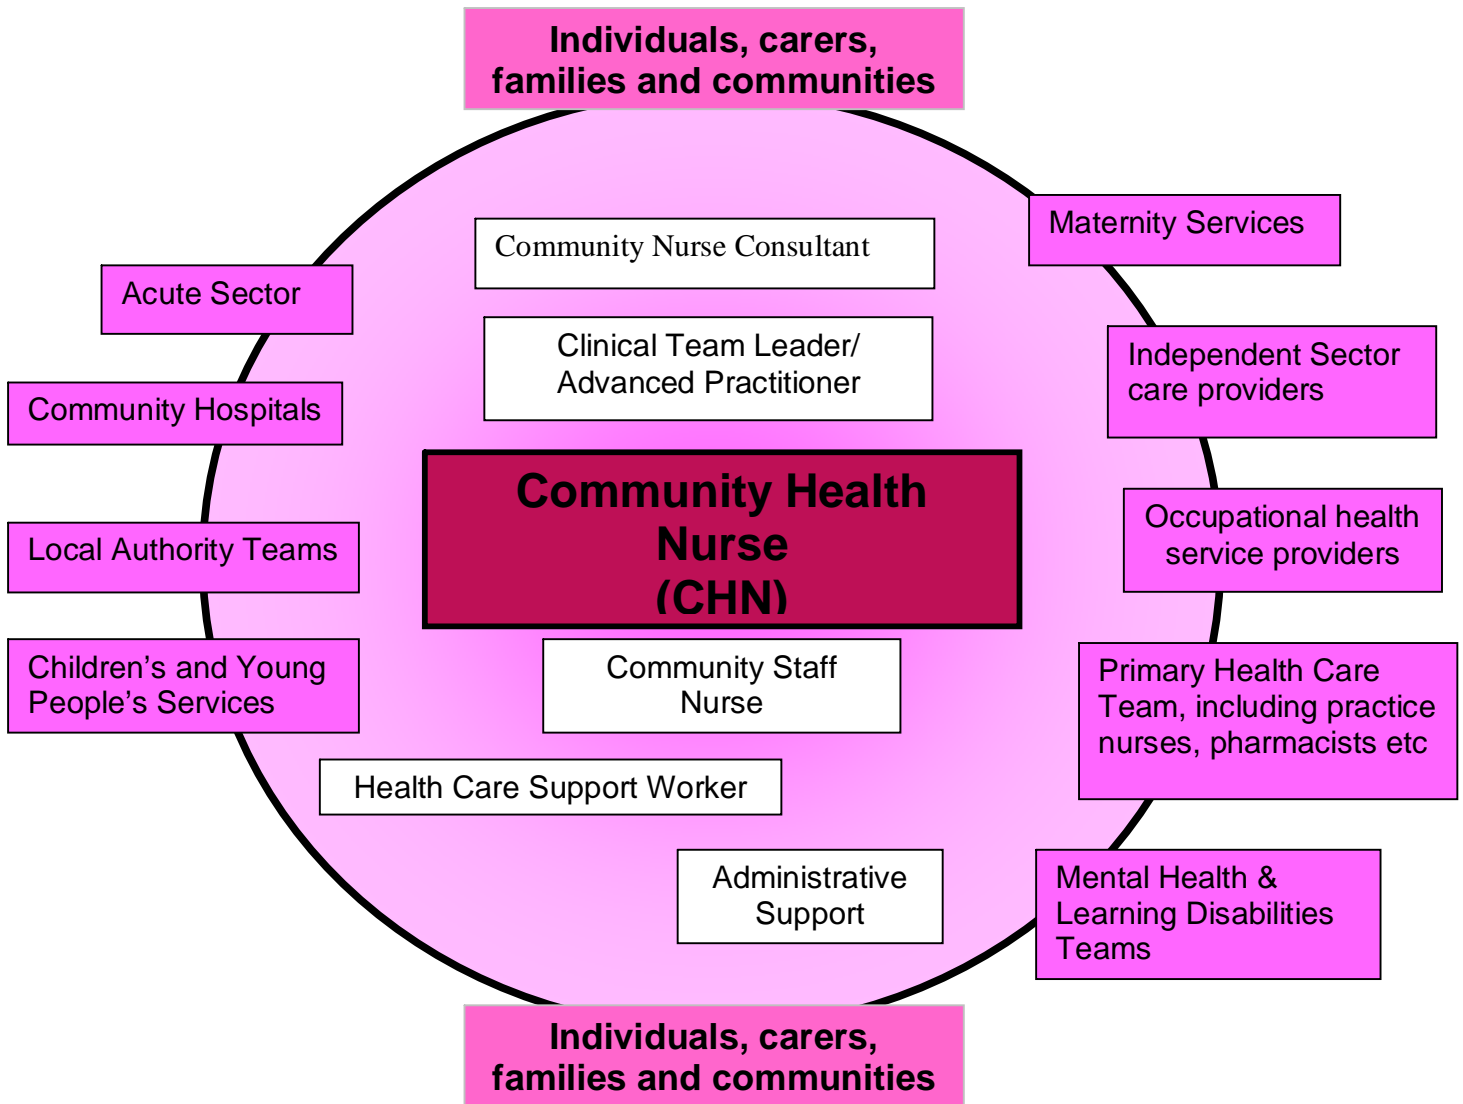 Individuals, carers,
families and communities
Community Nurse Consultant
Maternity Services
Acute Sector
Clinical Team Leader/
Advanced Practitioner
Independent Sector
care providers
Community Hospitals
Community Health
Nurse
(CHN)
Occupational health
service providers
Local Authority Teams
Children’s and Young
People’s Services
Community Staff
Nurse
Primary Health Care
Team, including practice
nurses, pharmacists etc
Health Care Support Worker
Administrative
Support
Mental Health &
Learning Disabilities
Teams
Individuals, carers,
families and communities